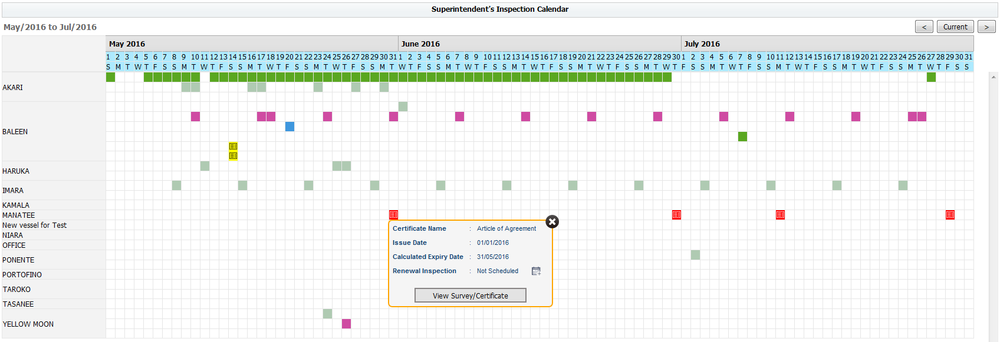 Superintendent's Inspection Calendar
May/2016 to Jul/2016
< Current >
May 2016 June 2016 July 2016
1 2 3 4 5 6 7 8 9 10 11 12 13 14 15 16 17 18 19 20 21 22 23 24 25 26 27 28 29 30 31 1 2 3 4 5 6 7 8 9 10 11 12 13 14 15 16 17 18 19 20 21 22 23 24 25 26 27 28 29 30 1 2 3 4 5 6 7 8 9 10 11 12 13 14 15 16 17 18 19 20 21 22 23 24 25 26 27 28 29 30 31
S M T W T F S S M T W T F S S M T W T F S S M T W T F S S M T W T F S S M T W T F S S M T W T F S S M T W T F S S M T W T F S S M T W T F S S M T W T F S S M T W T F S S M T W T F S S
AKARI
BALEEN
HARUKA
IMARA
KAMALA
MANATEE
New vessel for Test
NIARA
OFFICE
PONENTE
PORTOFINO
TAROKO
TASANEE
YELLOW MOON
Certificate Name : Article of Agreement
Issue Date : 01/01/2016
Calculated Expiry Date : 31/05/2016
Renewal Inspection : Not Scheduled
View Survey/Certificate